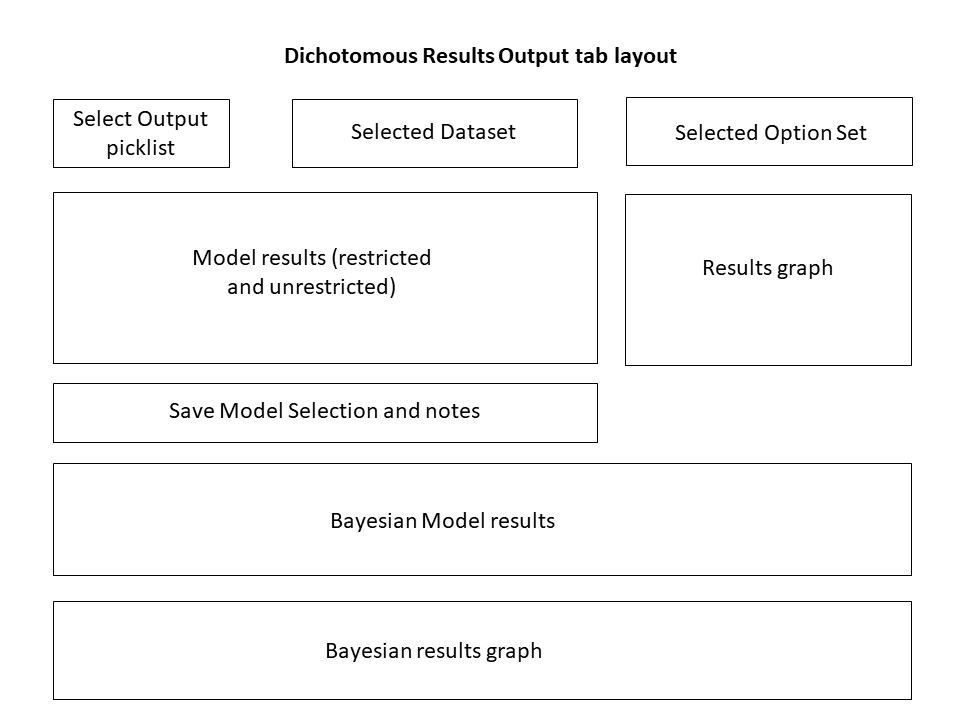 Dichotomous Results Output tab layout
Select Output
picklist
Selected Dataset
Selected Option Set
Model results (restricted
and unrestricted)
Results graph
Save Model Selection and notes
Bayesian Model results
Bayesian results graph